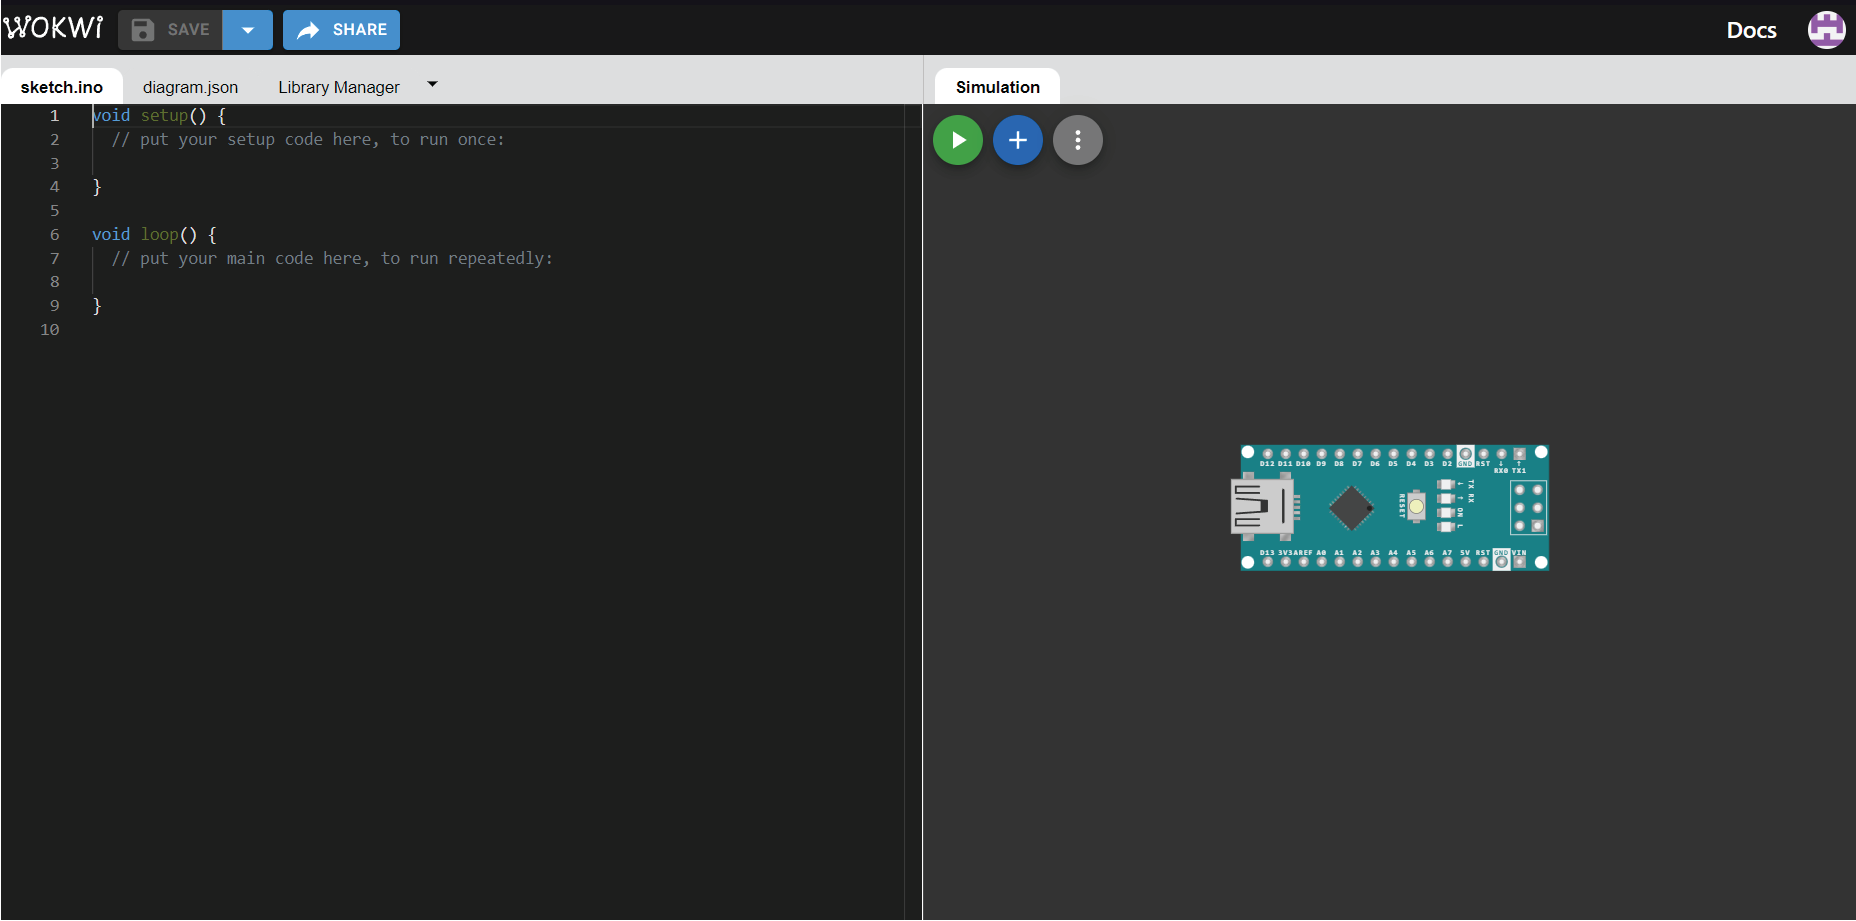 WOKWi SAVE SHARE Docs
sketch.ino diagram.json Library Manager Simulation
1 void setup() {
2 // put your setup code here, to run once:
3
4 }
5
6 void loop() {
7 // put your main code here, to run repeatedly:
8
9 }
10
D12 D11 D10 D9 D8 D7 D6 D5 D4 D3 D2 GND RST ↓ ↑
RX0 TX1
RESET
TX RX
ON
L
D13 3V3 AREF A0 A1 A2 A3 A4 A5 A6 A7 5V RST GND VIN